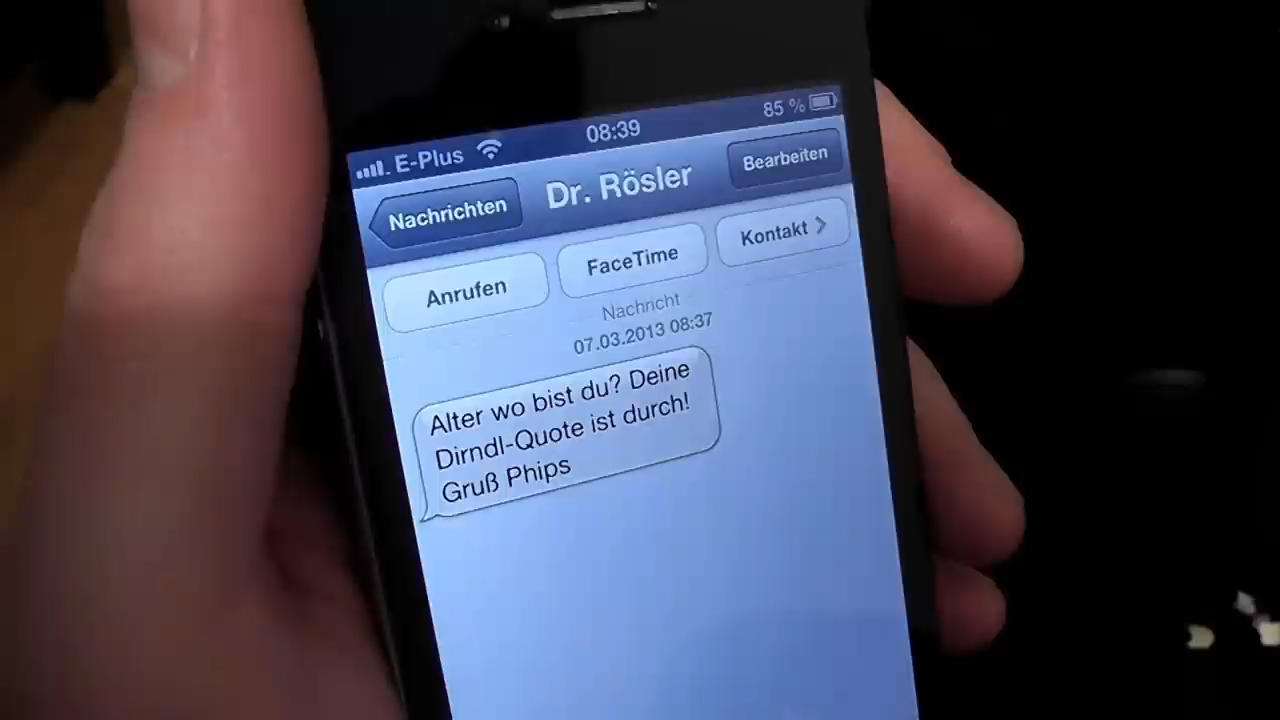 E-Plus 08:39 85 %
Nachrichten Dr. Rösler Bearbeiten
Anrufen FaceTime Kontakt
Nachricht
07.03.2013 08:37
Alter wo bist du? Deine
Dirndl-Quote ist durch!
Gruß Phips